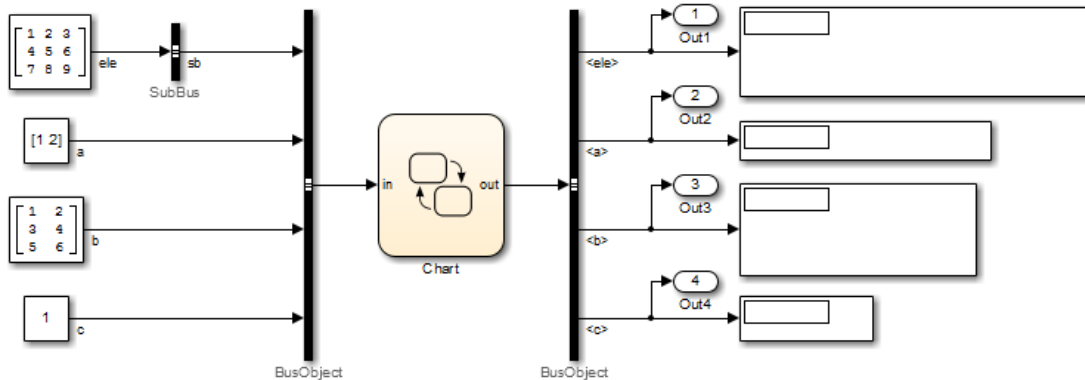 1 2 3
4 5 6
7 8 9
ele
sb
SubBus
[1 2]
a
1 2
3 4
5 6
b
1
c
BusObject
in
out
Chart
BusObject
<ele>
1
Out1
<a>
2
Out2
<b>
3
Out3
<c>
4
Out4